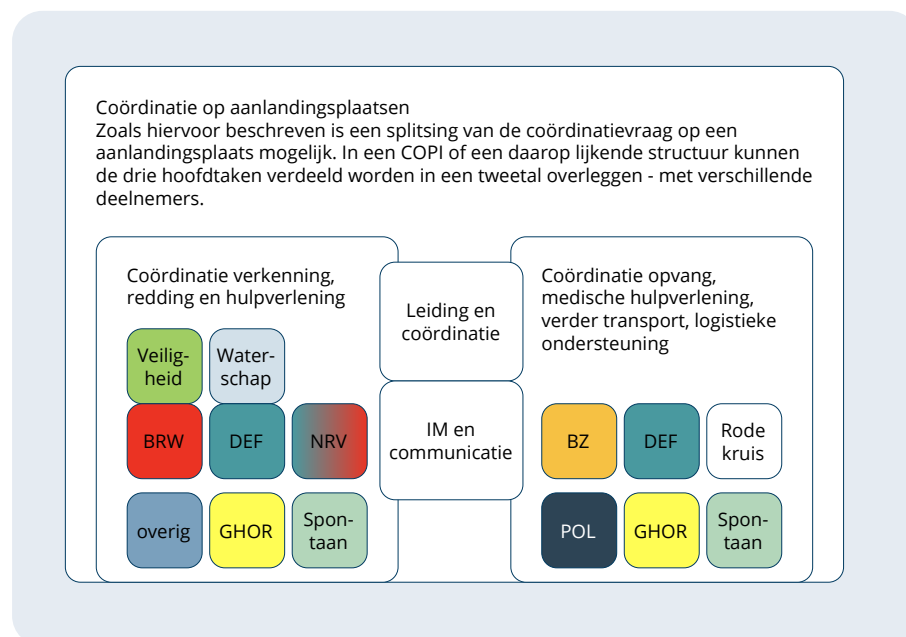 Coördinatie op aanlandingsplaatsen
Zoals hiervoor beschreven is een splitsing van de coördinatievraag op een
aanlandingsplaats mogelijk. In een COPI of een daarop lijkende structuur kunnen
de drie hoofdtaken verdeeld worden in een tweetal overleggen - met verschillende
deelnemers.
Coördinatie verkenning,
redding en hulpverlening
Veilig-
heid
Water-
schap
BRW
DEF
NRV
overig
GHOR
Spon-
taan
Leiding en
coördinatie
IM en
communicatie
Coördinatie opvang,
medische hulpverlening,
verder transport, logistieke
ondersteuning
BZ
DEF
Rode
kruis
POL
GHOR
Spon-
taan